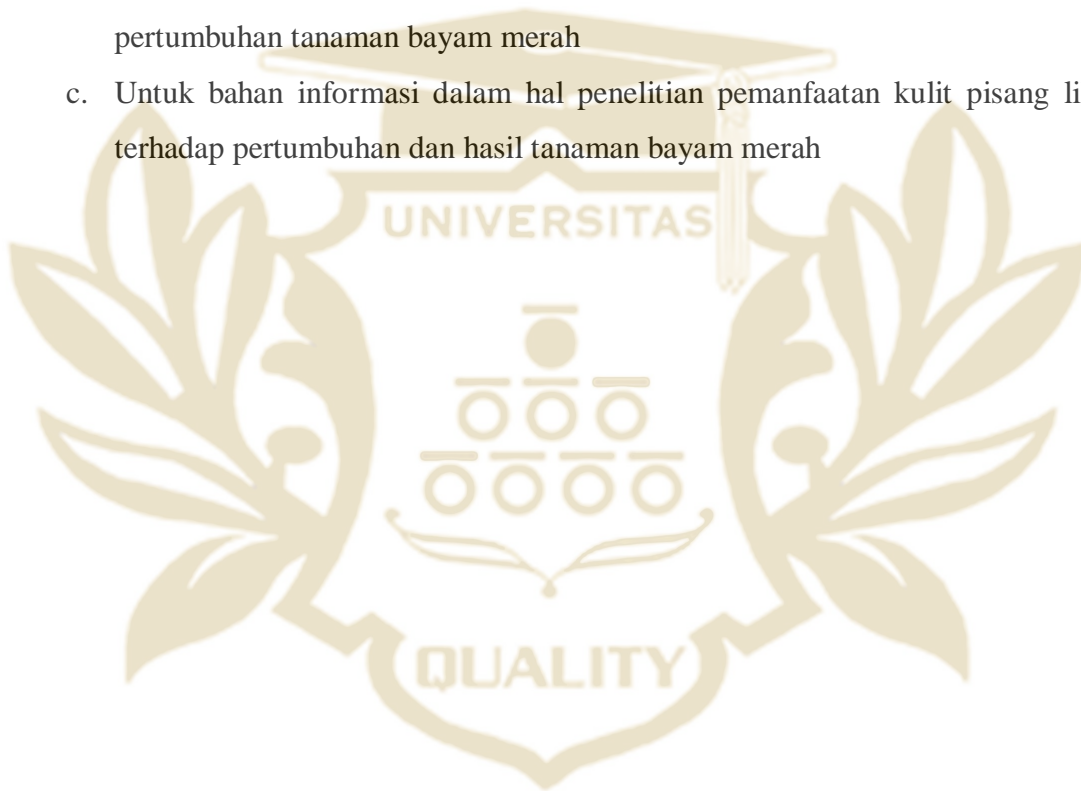 pertumbuhan tanaman bayam merah
c. Untuk bahan informasi dalam hal penelitian pemanfaatan kulit pisang li
terhadap pertumbuhan dan hasil tanaman bayam merah
UNIVERSITAS
QUALITY